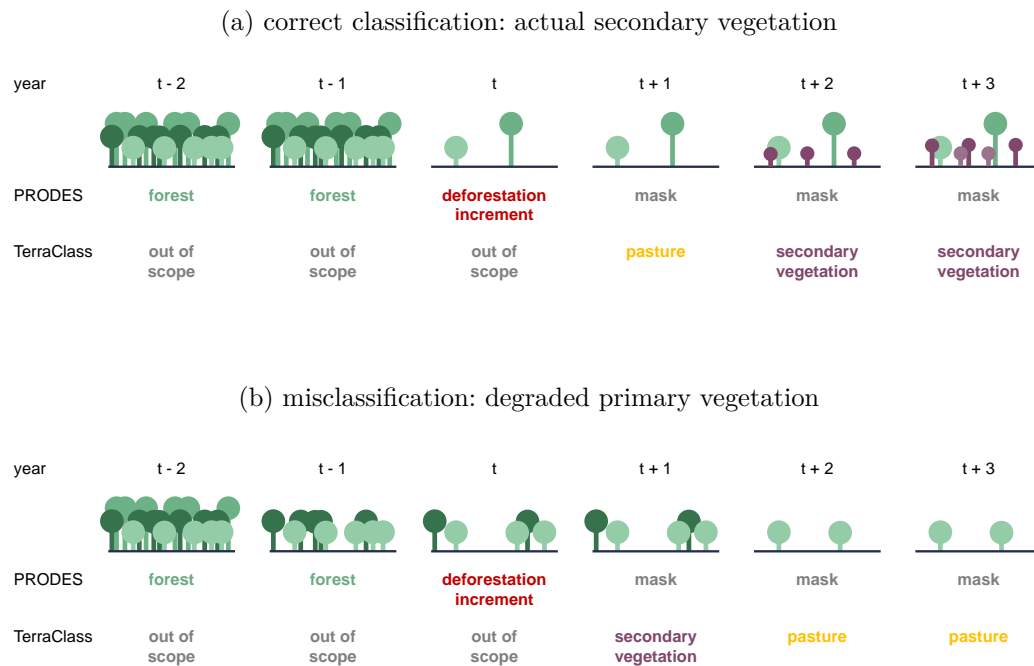 (a) correct classification: actual secondary vegetation
year t - 2 t - 1 t t + 1 t + 2 t + 3
PRODES forest forest deforestation mask mask mask
increment
TerraClass out of out of out of pasture secondary secondary
scope scope scope vegetation vegetation
(b) misclassification: degraded primary vegetation
year t - 2 t - 1 t t + 1 t + 2 t + 3
PRODES forest forest deforestation mask mask mask
increment
TerraClass out of out of out of secondary pasture pasture
scope scope scope vegetation